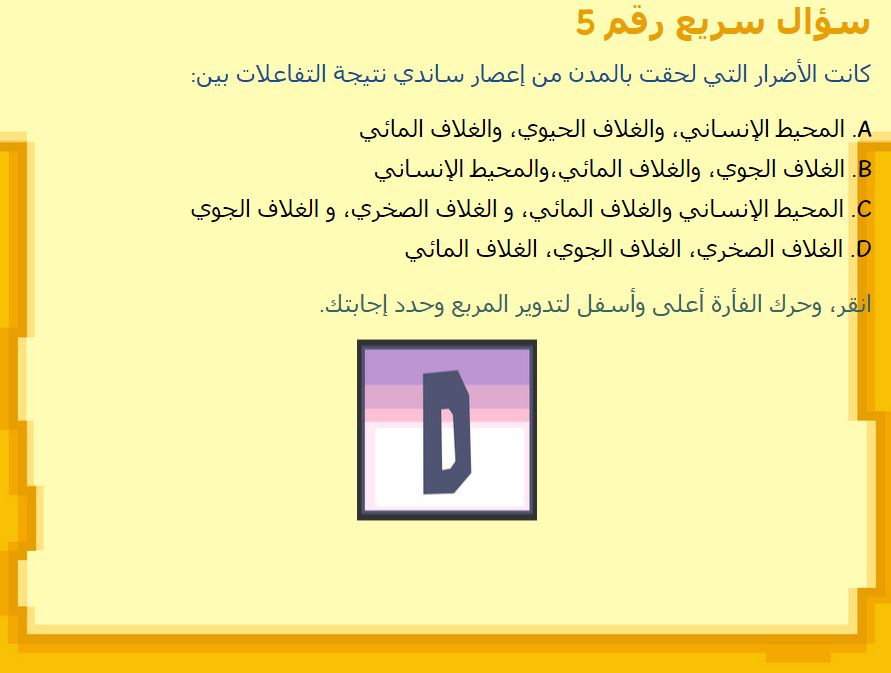 سؤال سريع رقم 5
كانت الأضرار التي لحقت بالمدن من إعصار ساندي نتيجة التفاعلات بين:
A. المحيط الإنساني، والغلاف الحيوي، والغلاف المائي
B. الغلاف الجوي، والغلاف المائي،والمحيط الإنساني
C. المحيط الإنساني والغلاف المائي، و الغلاف الصخري، و الغلاف الجوي
D. الغلاف الصخري، الغلاف الجوي، الغلاف المائي
انقر، وحرك الفأرة أعلى وأسفل لتدوير المربع وحدد إجابتك.
D